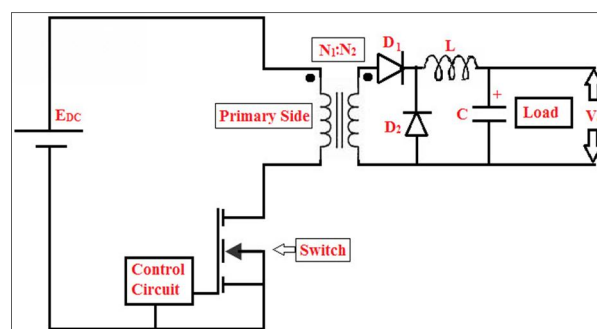 N1:N2
D1
L
EDC
Primary Side
D2
+
C
Load
V
Switch
Control
Circuit